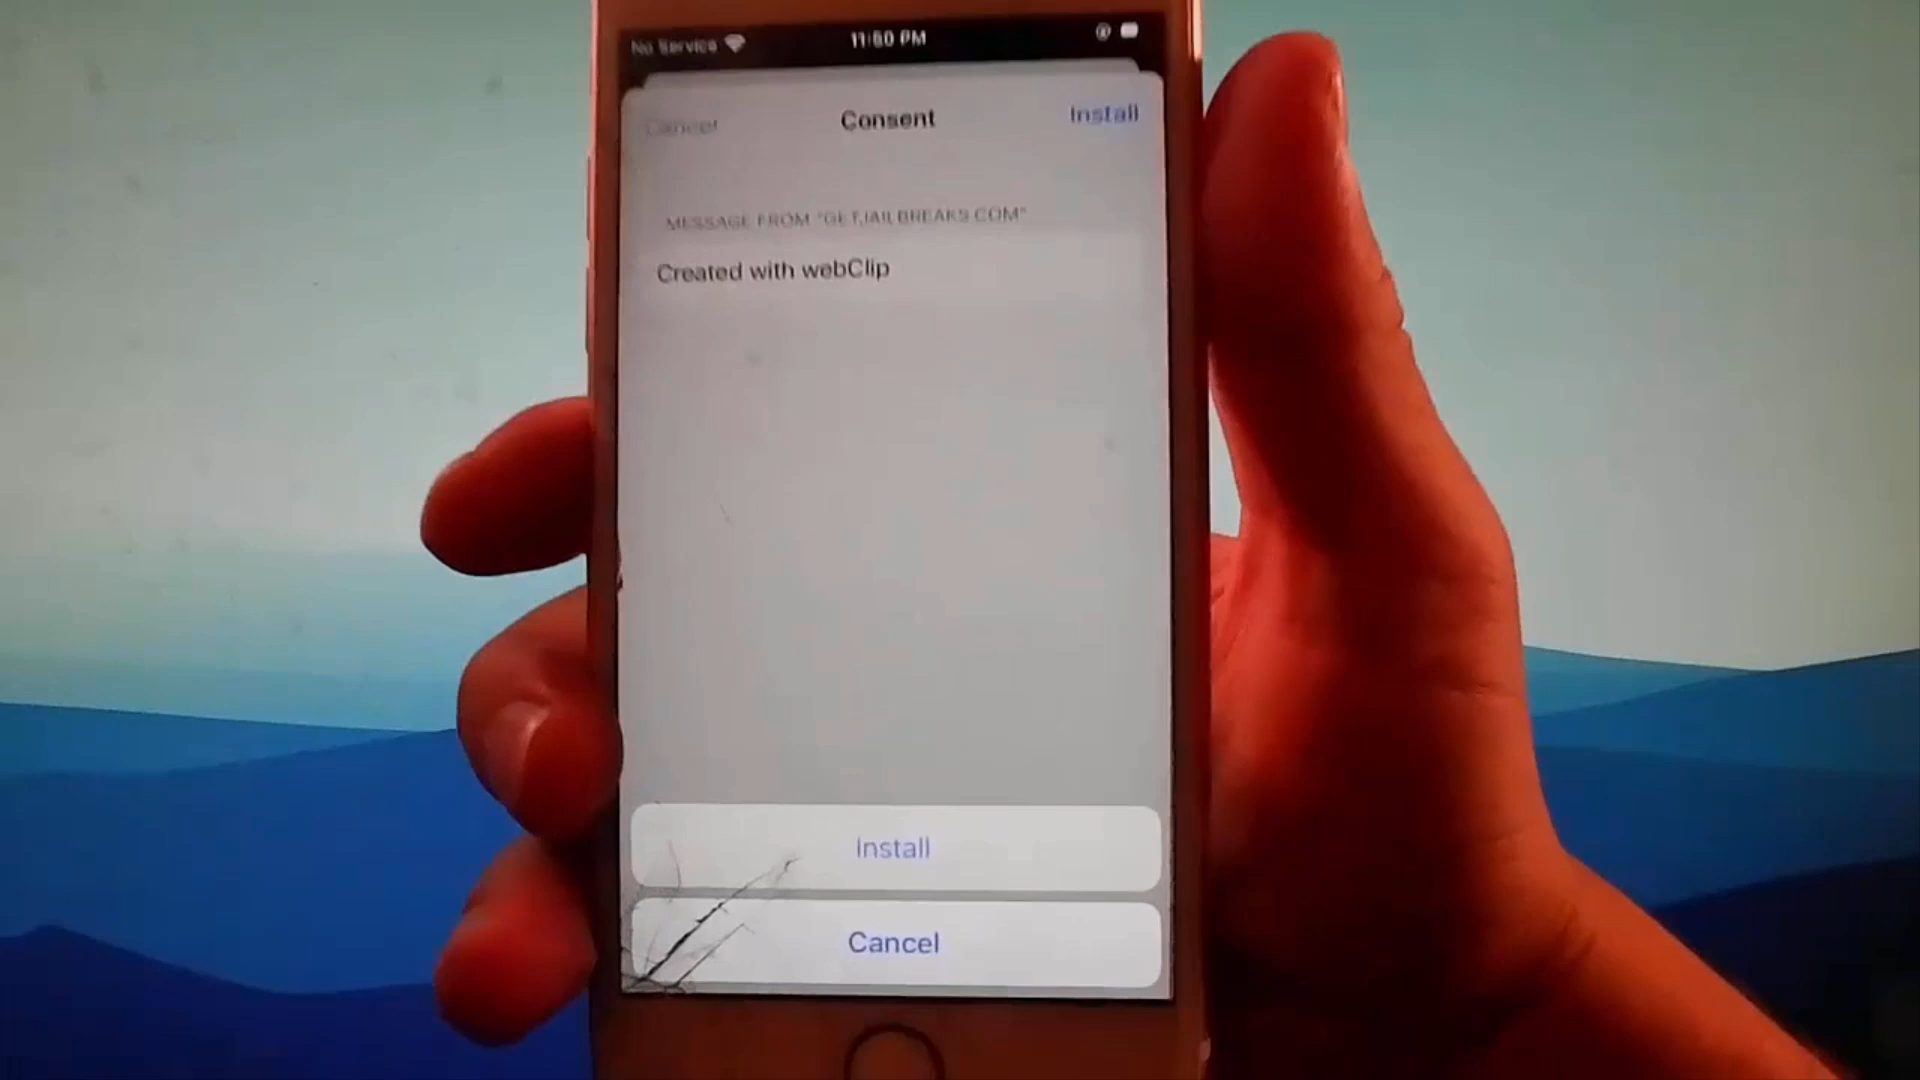 No Service
11:50 PM
Cancel
Consent
Install
MESSAGE FROM "GETJAILBREAKS.COM"
Created with webClip
Install
Cancel